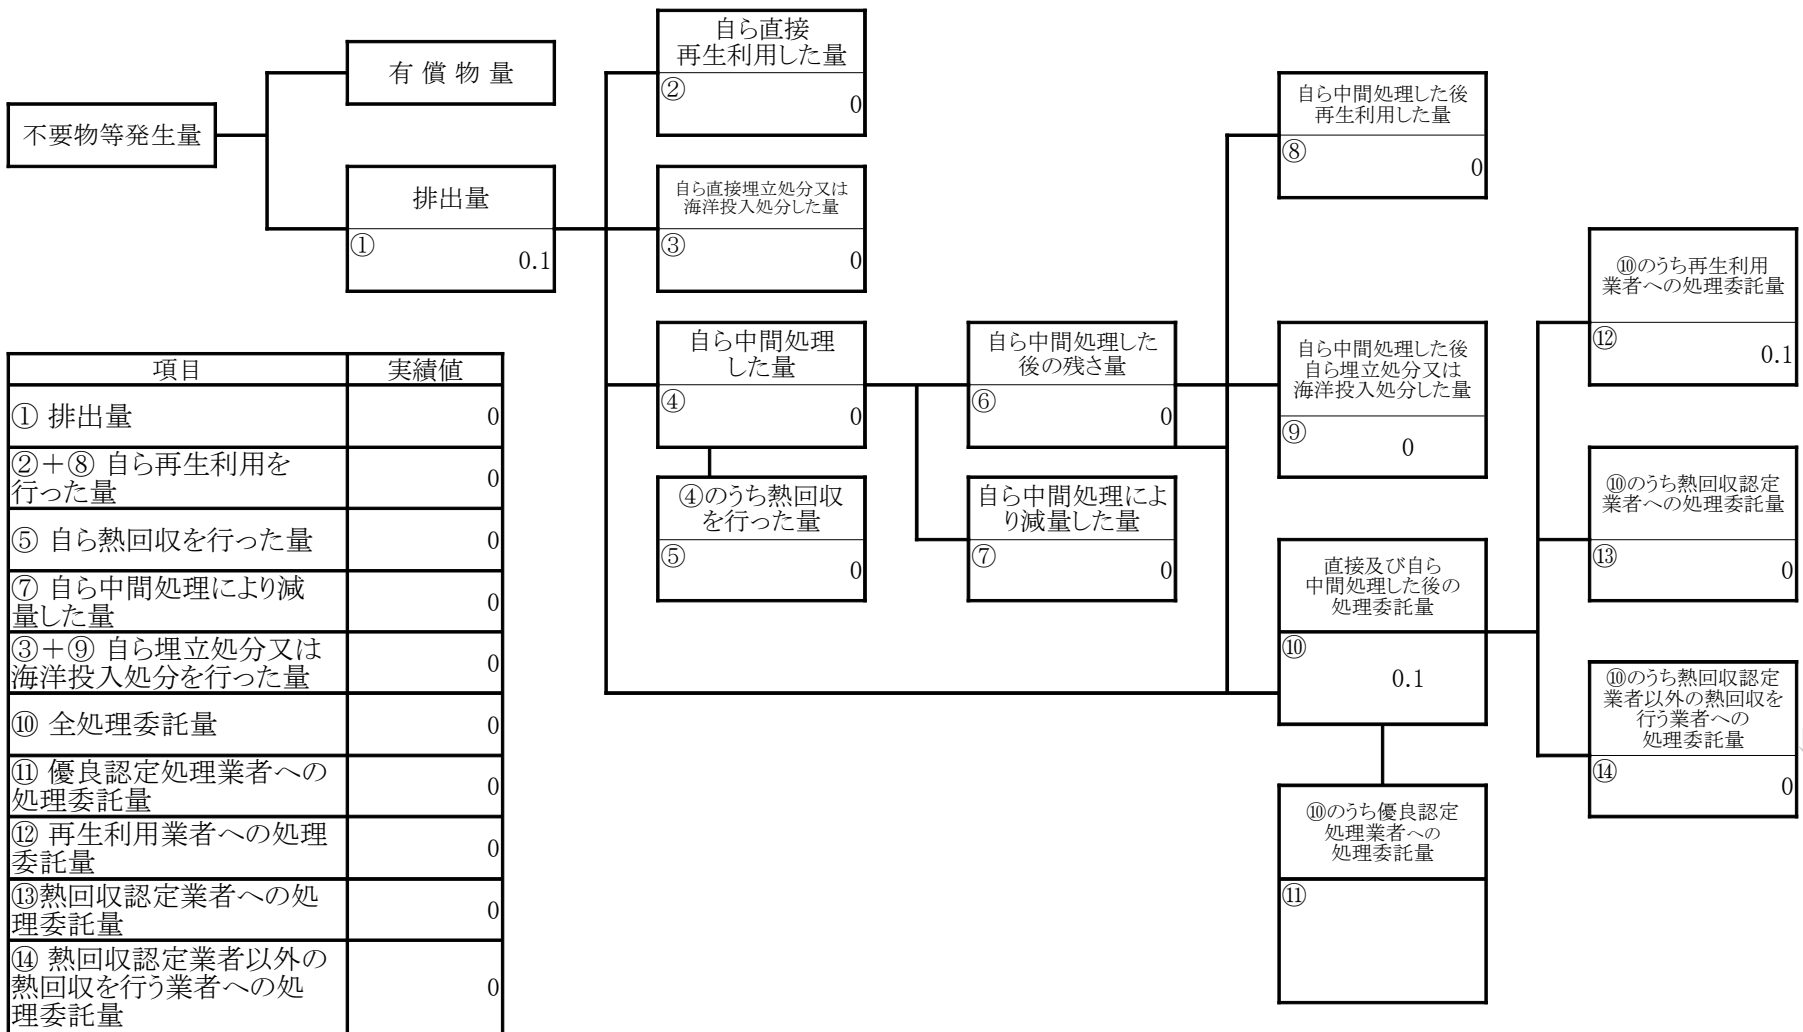 不要物等発生量
有 償 物 量
排出量
①
0.1
自ら直接
再生利用した量
②
0
自ら直接埋立処分又は
海洋投入処分した量
③
0
自ら中間処理
した量
④
0
④のうち熱回収
を行った量
⑤
0
自ら中間処理した
後の残さ量
⑥
0
自ら中間処理によ
り減量した量
⑦
0
自ら中間処理した後
再生利用した量
⑧
0
自ら中間処理した後
自ら埋立処分又は
海洋投入処分した量
⑨
0
直接及び自ら
中間処理した後の
処理委託量
⑩
0.1
⑩のうち優良認定
処理業者への
処理委託量
⑪
⑩のうち再生利用
業者への処理委託量
⑫
0.1
⑩のうち熱回収認定
業者への処理委託量
⑬
0
⑩のうち熱回収認定
業者以外の熱回収を
行う業者への
処理委託量
⑭
0
項目 実績値
① 排出量 0
②+⑧ 自ら再生利用を
行った量 0
⑤ 自ら熱回収を行った量 0
⑦ 自ら中間処理により減
量した量 0
③+⑨ 自ら埋立処分又は
海洋投入処分を行った量 0
⑩ 全処理委託量 0
⑪ 優良認定処理業者への
処理委託量 0
⑫ 再生利用業者への処理
委託量 0
⑬熱回収認定業者への処
理委託量 0
⑭ 熱回収認定業者以外の
熱回収を行う業者への処
理委託量 0